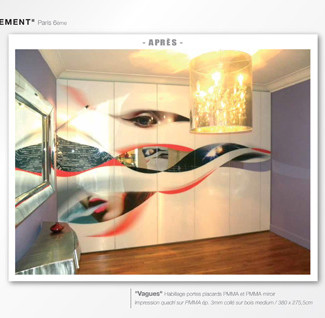 EMENT" Paris 6ème
- APRÈS -
"Vagues" Habillage portes placards PMMA et PMMA miroir
Impression quadri sur PMMA ép. 3mm collé sur bois medium / 380 x 275,5cm